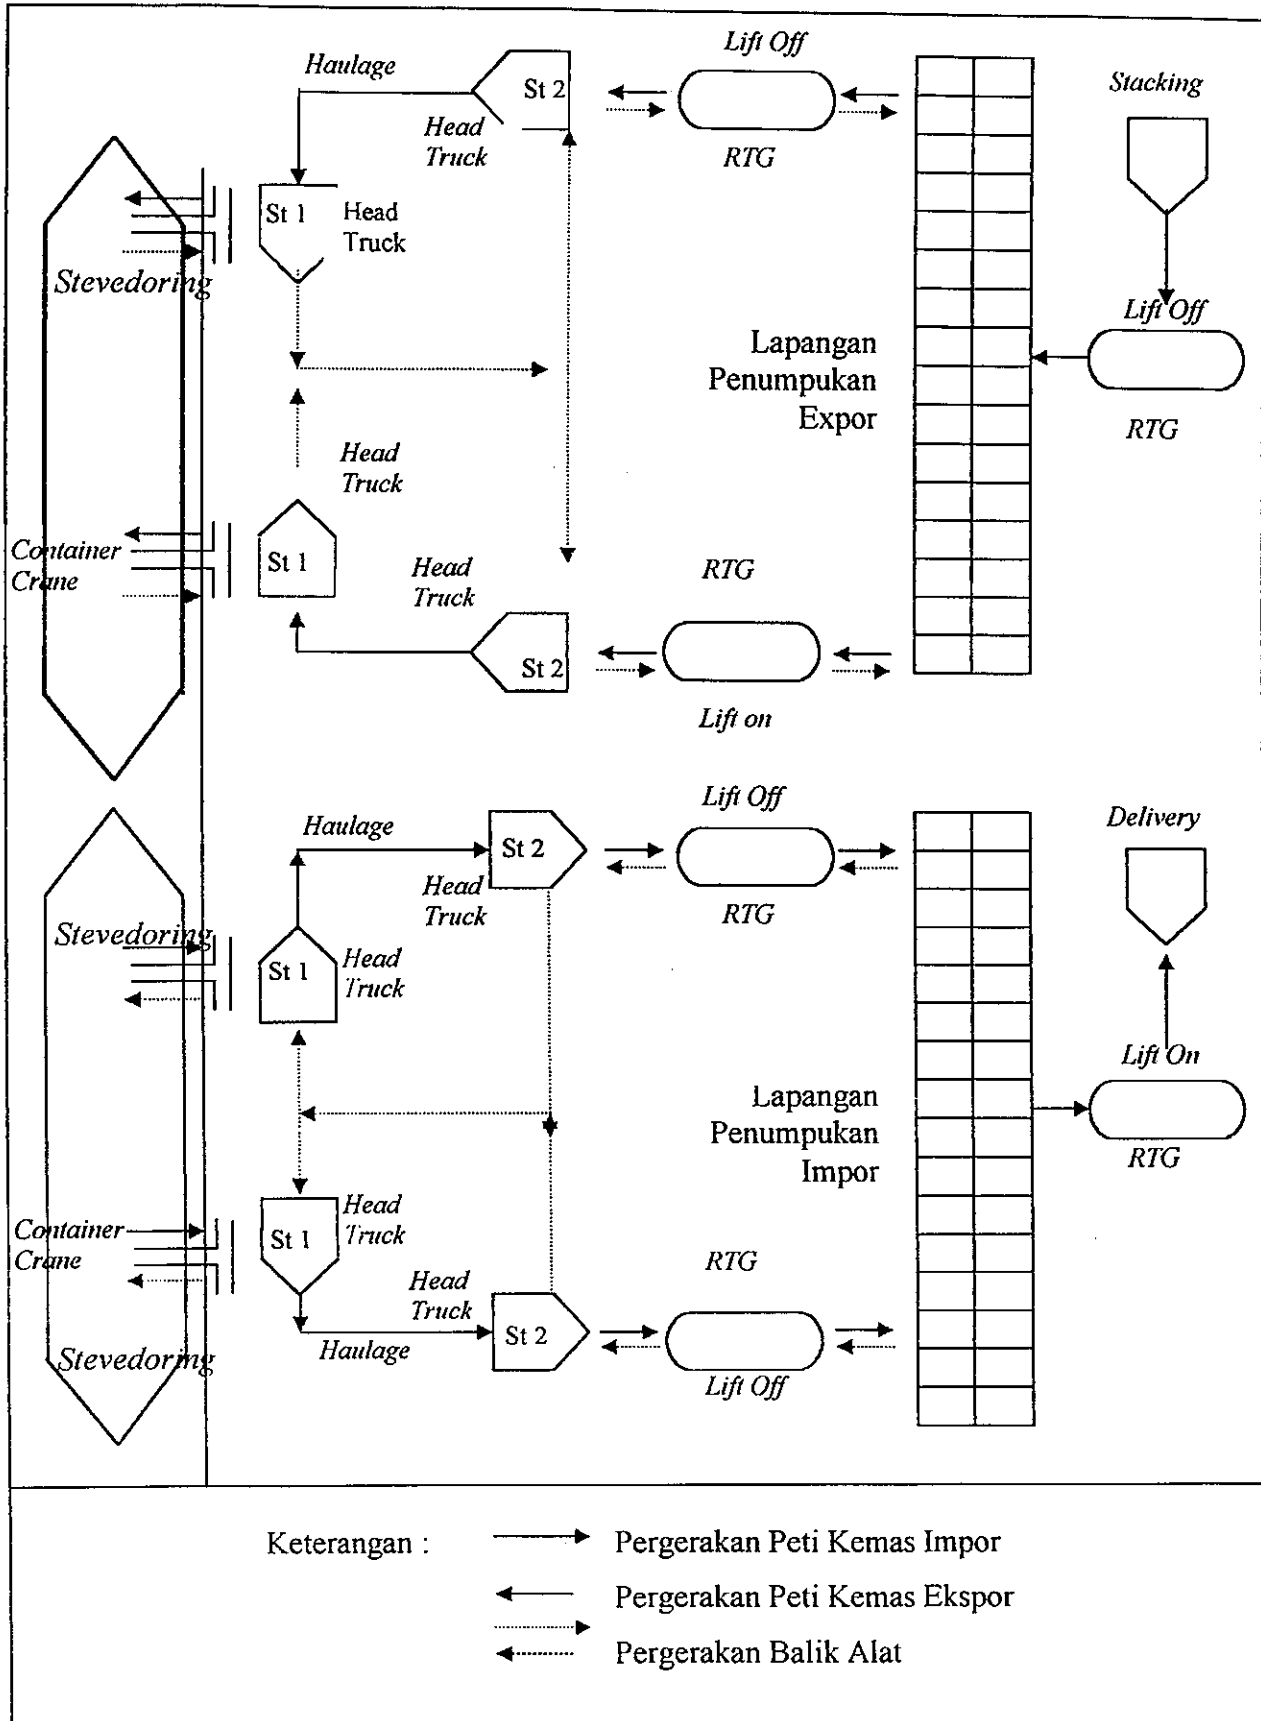 Lift Off
Haulage
St 2
Stacking
Head
Truck
RTG
St 1
Head
Truck
Stevedoring
Lift Off
Lapangan
Penumpukan
Expor
RTG
Head
Truck
Container
Crane
St 1
Head
Truck
RTG
St 2
Lift on
Lift Off
Haulage
St 2
Delivery
Head
Truck
RTG
Stevedoring
St 1
Head
Truck
Lift On
Lapangan
Penumpukan
Impor
RTG
Container
Crane
St 1
Head
Truck
Head
Truck
RTG
St 2
Haulage
Stevedoring
Lift Off
Keterangan :
Pergerakan Peti Kemas Impor
Pergerakan Peti Kemas Ekspor
Pergerakan Balik Alat